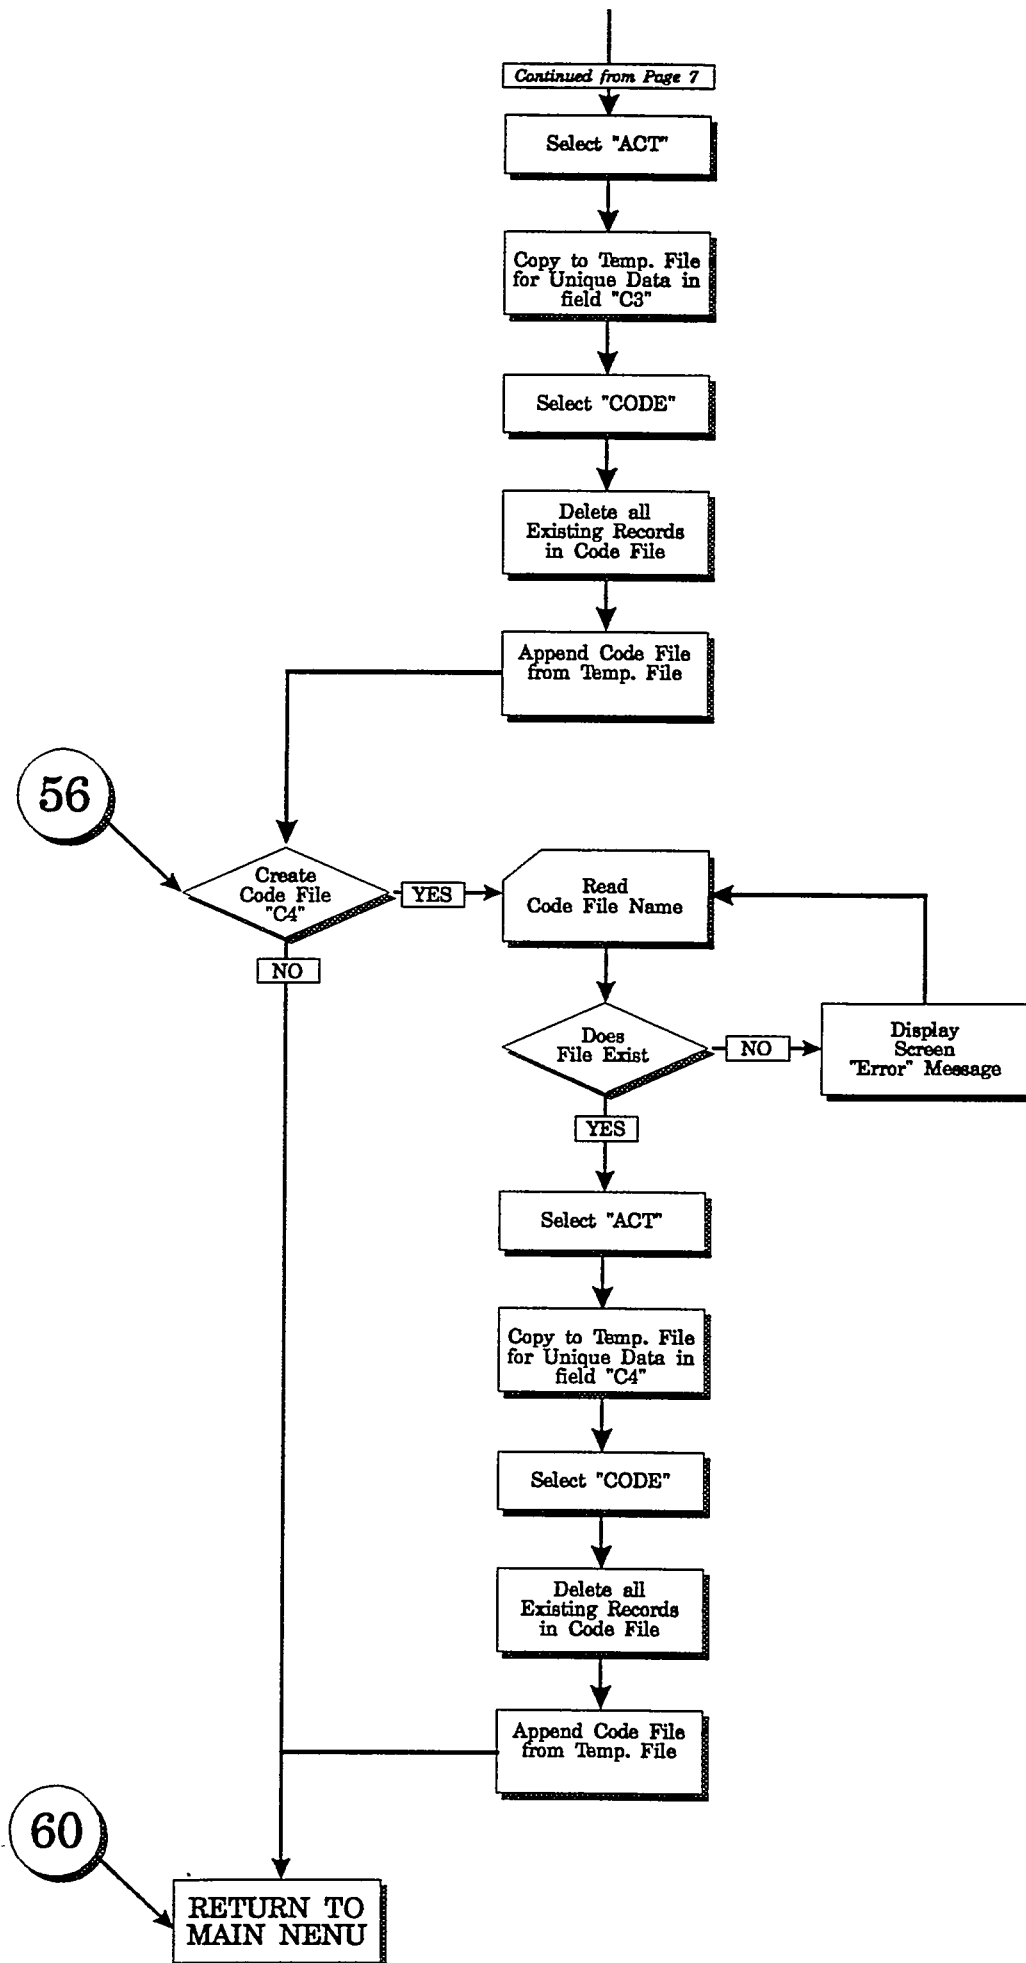 Continued from Page 7
Select "ACT"
Copy to Temp. File
for Unique Data in
field "C3"
Select "CODE"
Delete all
Existing Records
in Code File
Append Code File
from Temp. File
56
Create
Code File
"C4"
YES
Read
Code File Name
NO
Does
File Exist
NO
Display
Screen
"Error" Message
YES
Select "ACT"
Copy to Temp. File
for Unique Data in
field "C4"
Select "CODE"
Delete all
Existing Records
in Code File
Append Code File
from Temp. File
60
RETURN TO
MAIN NENU